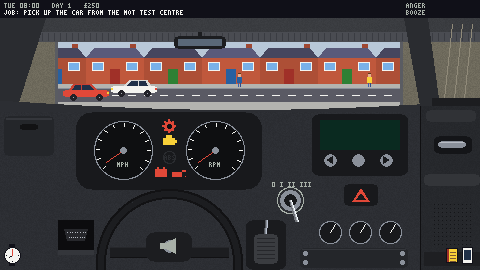 TUE 08:00 DAY 1 £250
ANGER
JOB: PICK UP THE CAR FROM THE MOT TEST CENTRE
BOOZE
MPH
RPM
0 I II III